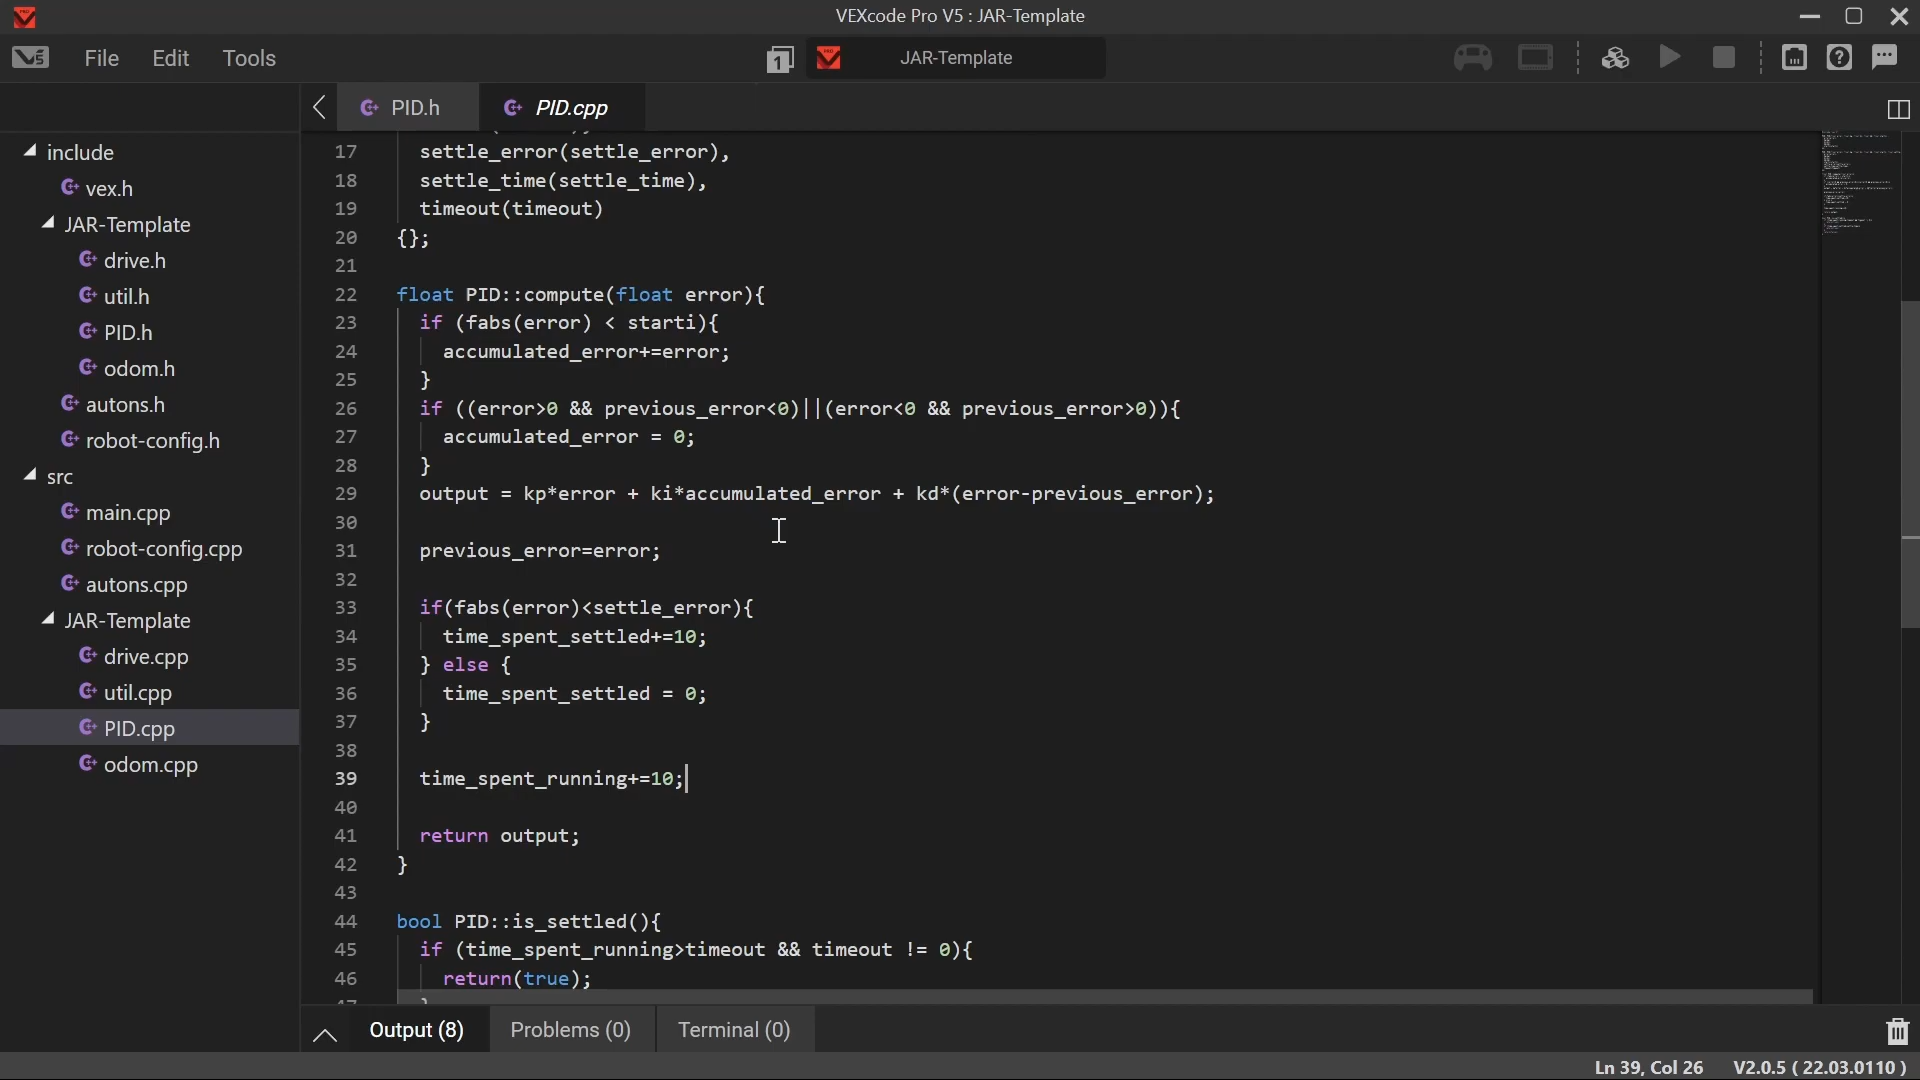 VEXcode Pro V5 : JAR-Template
V5 File Edit Tools
1 PRO JAR-Template
PID.h PID.cpp
include
vex.h
JAR-Template
drive.h
util.h
PID.h
odom.h
autons.h
robot-config.h
src
main.cpp
robot-config.cpp
autons.cpp
JAR-Template
drive.cpp
util.cpp
PID.cpp
odom.cpp
17 settle_error(settle_error),
18 settle_time(settle_time),
19 timeout(timeout)
20 {};
21
22 float PID::compute(float error){
23 if (fabs(error) < starti){
24 accumulated_error+=error;
25 }
26 if ((error>0 && previous_error<0)||(error<0 && previous_error>0)){
27 accumulated_error = 0;
28 }
29 output = kp*error + ki*accumulated_error + kd*(error-previous_error);
30
31 previous_error=error;
32
33 if(fabs(error)<settle_error){
34 time_spent_settled+=10;
35 } else {
36 time_spent_settled = 0;
37 }
38
39 time_spent_running+=10;
40
41 return output;
42 }
43
44 bool PID::is_settled(){
45 if (time_spent_running>timeout && timeout != 0){
46 return(true);
Output (8) Problems (0) Terminal (0)
Ln 39, Col 26 V2.0.5 ( 22.03.0110 )